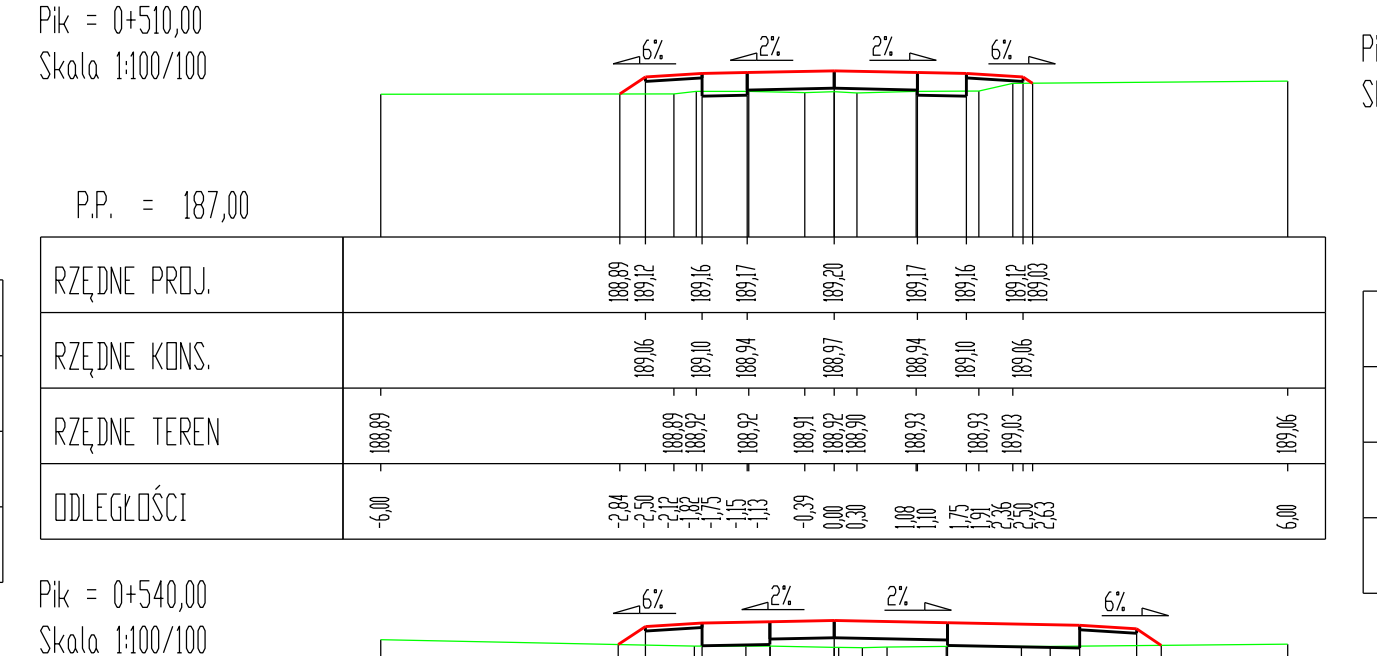 Pik = 0+510,00
Skala 1:100/100
6% 2% 2% 6%
P.P. = 187,00
RZĘDNE PROJ. 188,89 189,12 189,16 189,17 189,20 189,17 189,16 189,12 189,03
RZĘDNE KONS. 189,06 189,10 188,94 188,97 188,94 189,10 189,06
RZĘDNE TEREN 188,89 188,89 188,92 188,92 188,91 188,92 188,90 188,93 188,93 189,03 189,06
ODLEGŁOŚCI -6,00 -2,84 -2,50 -2,12 -1,82 -1,75 -1,15 -1,13 -0,39 0,00 0,30 1,08 1,10 1,75 1,91 2,36 2,50 2,63 6,00
Pik = 0+540,00
Skala 1:100/100
6% 2% 2% 6%